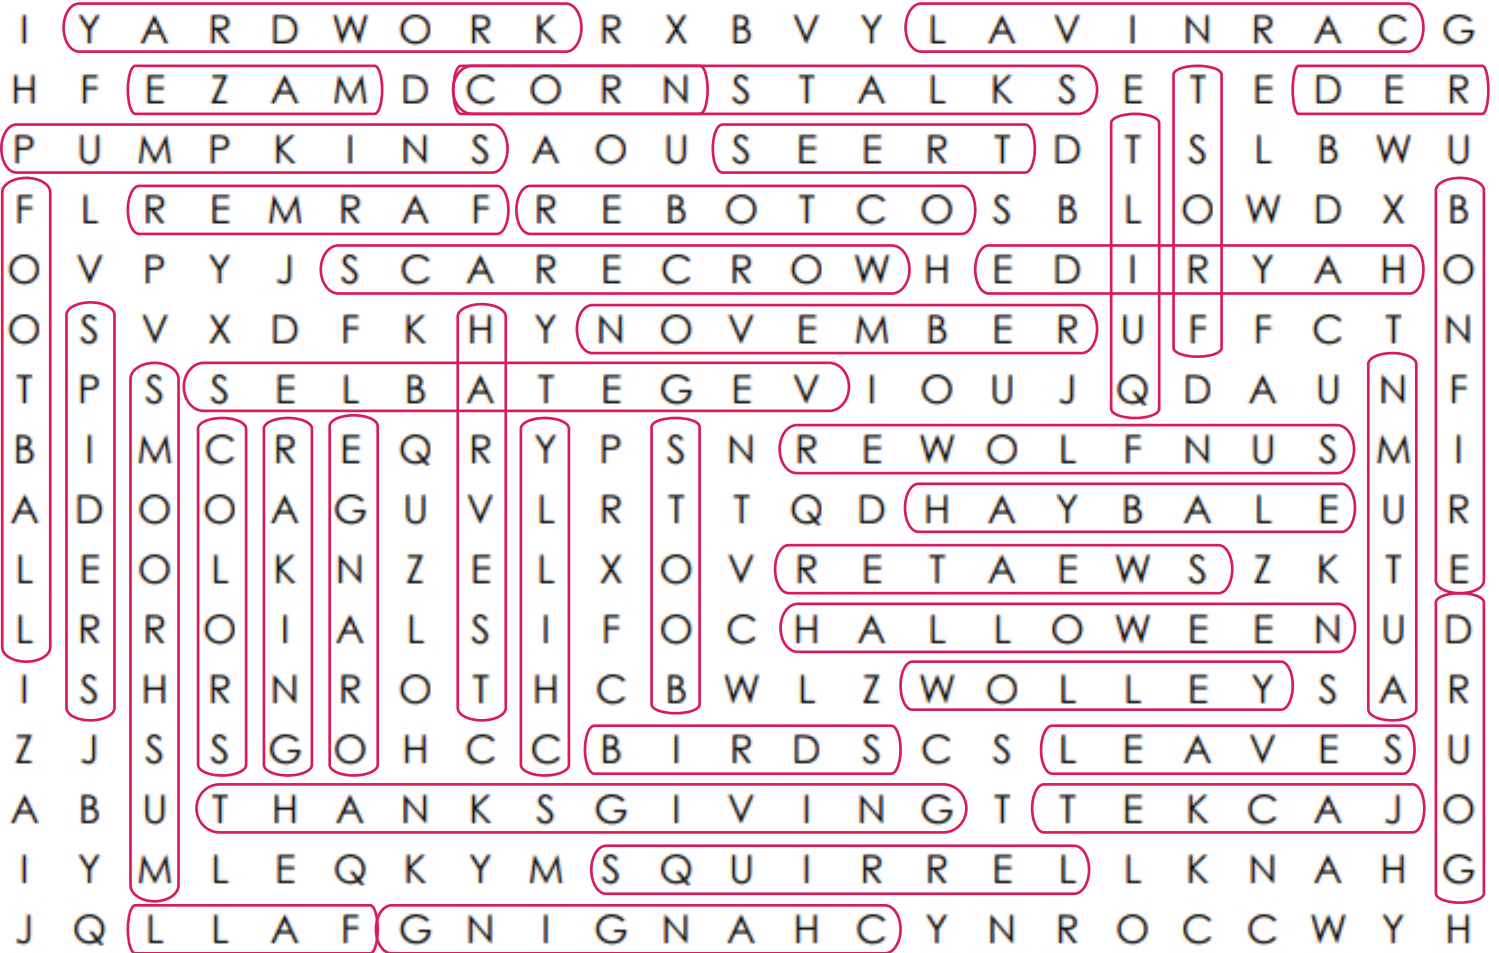 I Y A R D W O R K R X B V Y L A V I N R A C G
H F E Z A M D C O R N S T A L K S E T E D E R
P U M P K I N S A O U S E E R T D T S L B W U
F L R E M R A F R E B O T C O S B L O W D X B
O V P Y J S C A R E C R O W H E D I R Y A H O
O S V X D F K H Y N O V E M B E R U F F C T N
T P S S E L B A T E G E V I O U J Q D A U N F
B I M C R E Q R Y P S N R E W O L F N U S M I
A D O O A G U V L R T T Q D H A Y B A L E U R
L E O L K N Z E L X O V R E T A E W S Z K T E
L R R O I A L S I F O C H A L L O W E E N U D
I S H R N R O T H C B W L Z W O L L E Y S A R
Z J S S G O H C C B I R D S C S L E A V E S U
A B U T H A N K S G I V I N G T T E K C A J O
I Y M L E Q K Y M S Q U I R R E L L K N A H G
J Q L L A F G N I G N A H C Y N R O C C W Y H